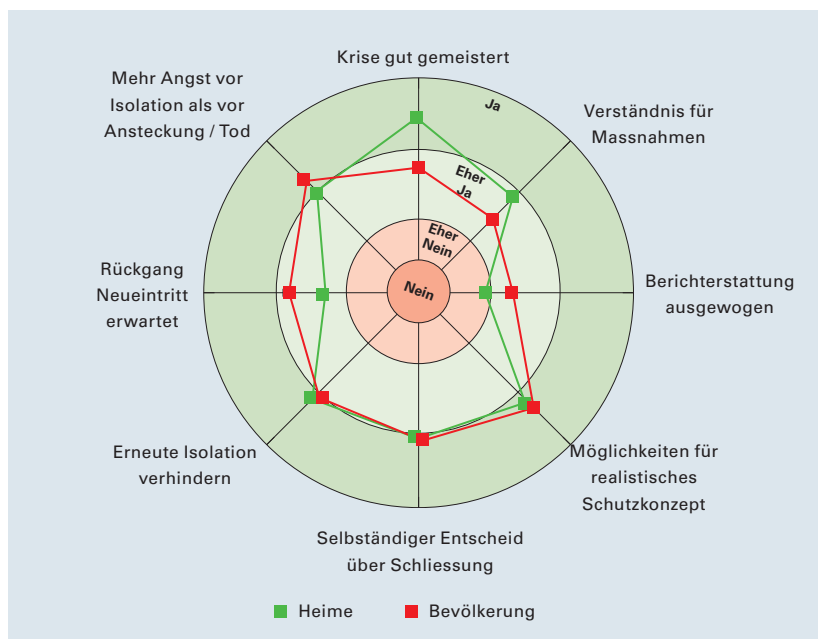 Krise gut gemeistert
Mehr Angst vor
Isolation als vor
Ansteckung / Tod
Ja
Verständnis für
Massnahmen
Eher
Ja
Eher
Nein
Nein
Rückgang
Neueintritt
erwartet
Berichterstattung
ausgewogen
Erneute Isolation
verhindern
Möglichkeiten für
realistisches
Schutzkonzept
Selbständiger Entscheid
über Schliessung
Heime
Bevölkerung